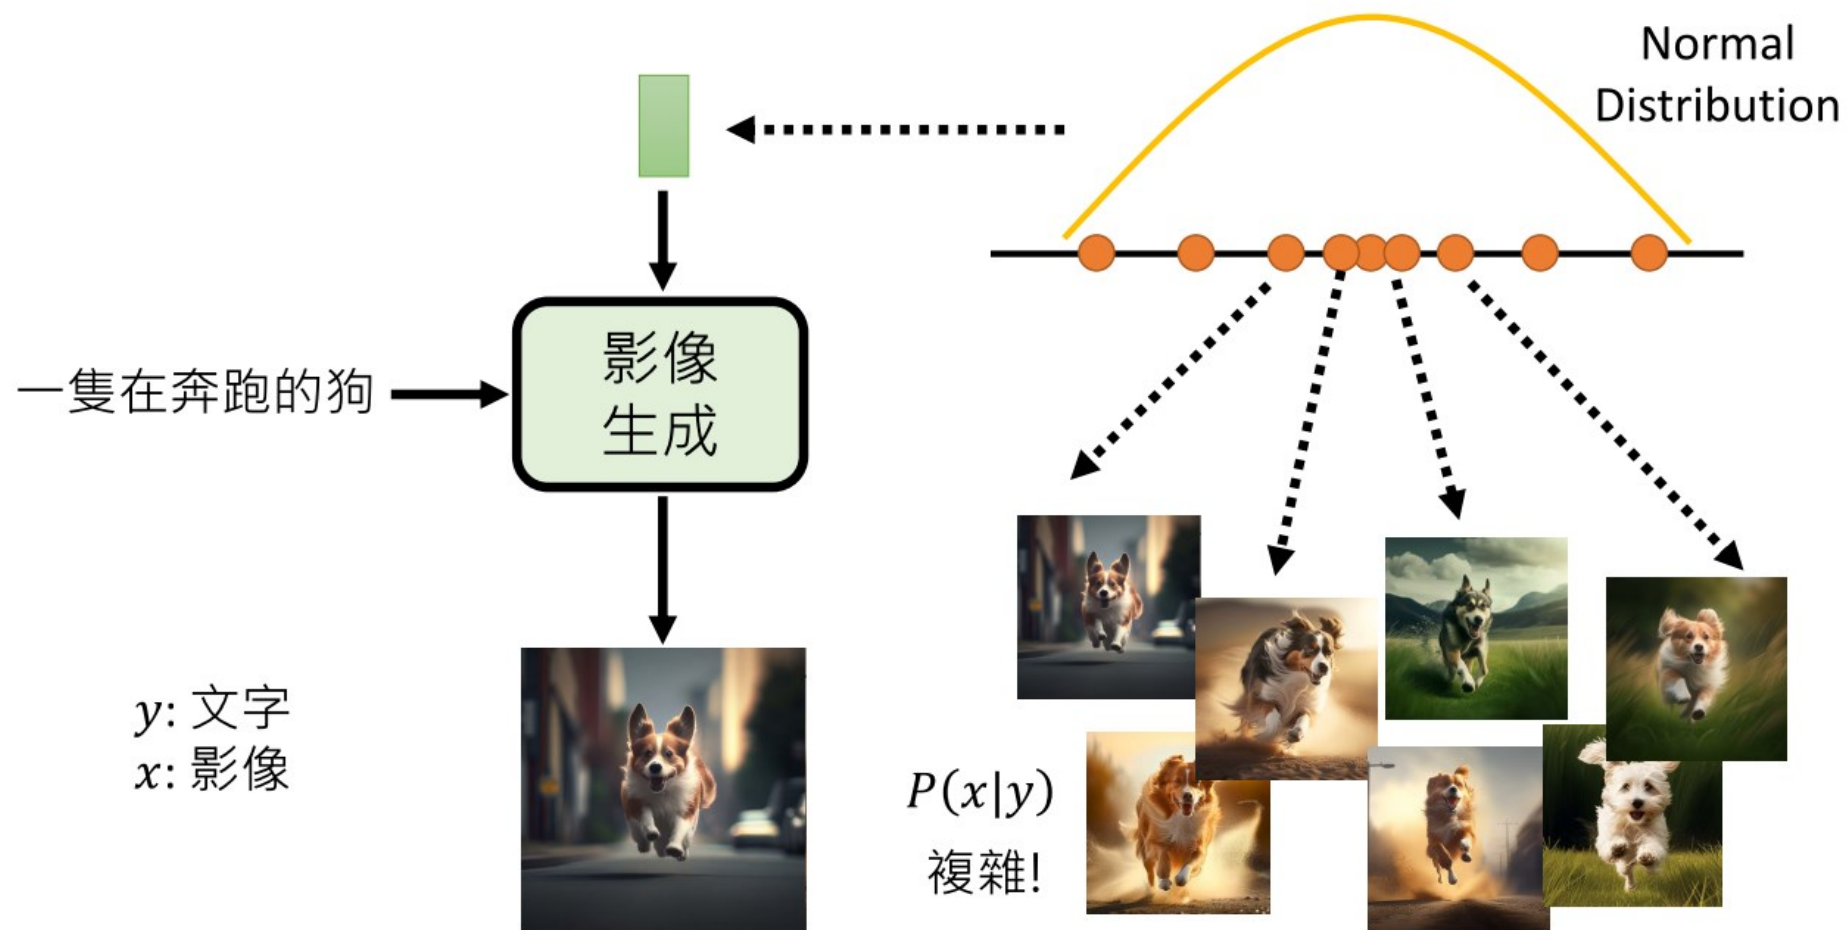 Normal
Distribution
影像
生成
一隻在奔跑的狗
y: 文字
x: 影像
P(x|y)
複雜!